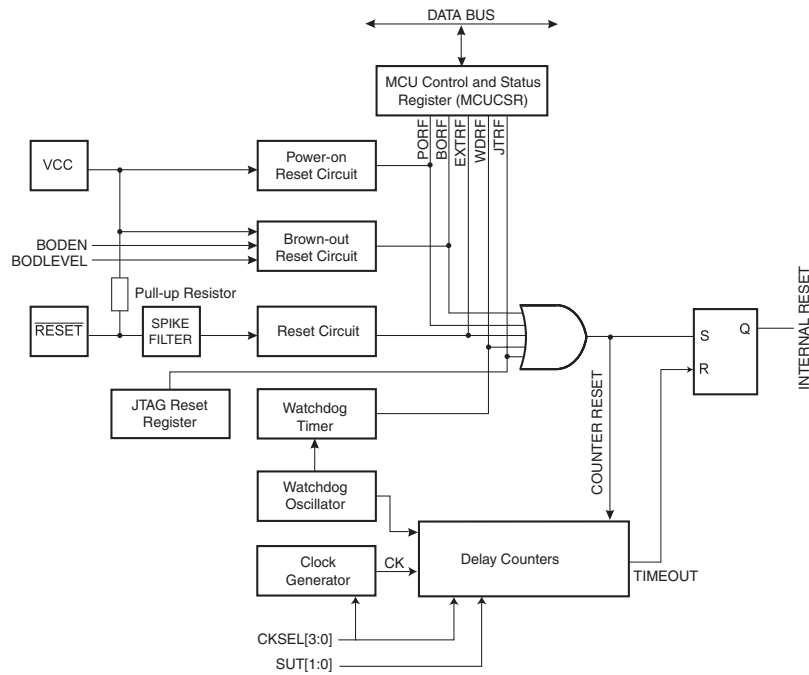 DATA BUS
MCU Control and Status
Register (MCUCSR)
PORF
BORF
EXTRF
WDRF
JTRF
VCC
Power-on
Reset Circuit
BODEN
BODLEVEL
Brown-out
Reset Circuit
Pull-up Resistor
RESET
SPIKE
FILTER
Reset Circuit
JTAG Reset
Register
Watchdog
Timer
Watchdog
Oscillator
Clock
Generator
CK
Delay Counters
COUNTER RESET
TIMEOUT
S
R
Q
INTERNAL RESET
CKSEL[3:0]
SUT[1:0]